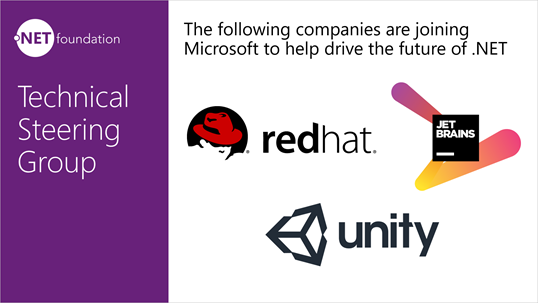 .NET foundation
Technical
Steering
Group
The following companies are joining
Microsoft to help drive the future of .NET
redhat.
JET
BRAINS
unity